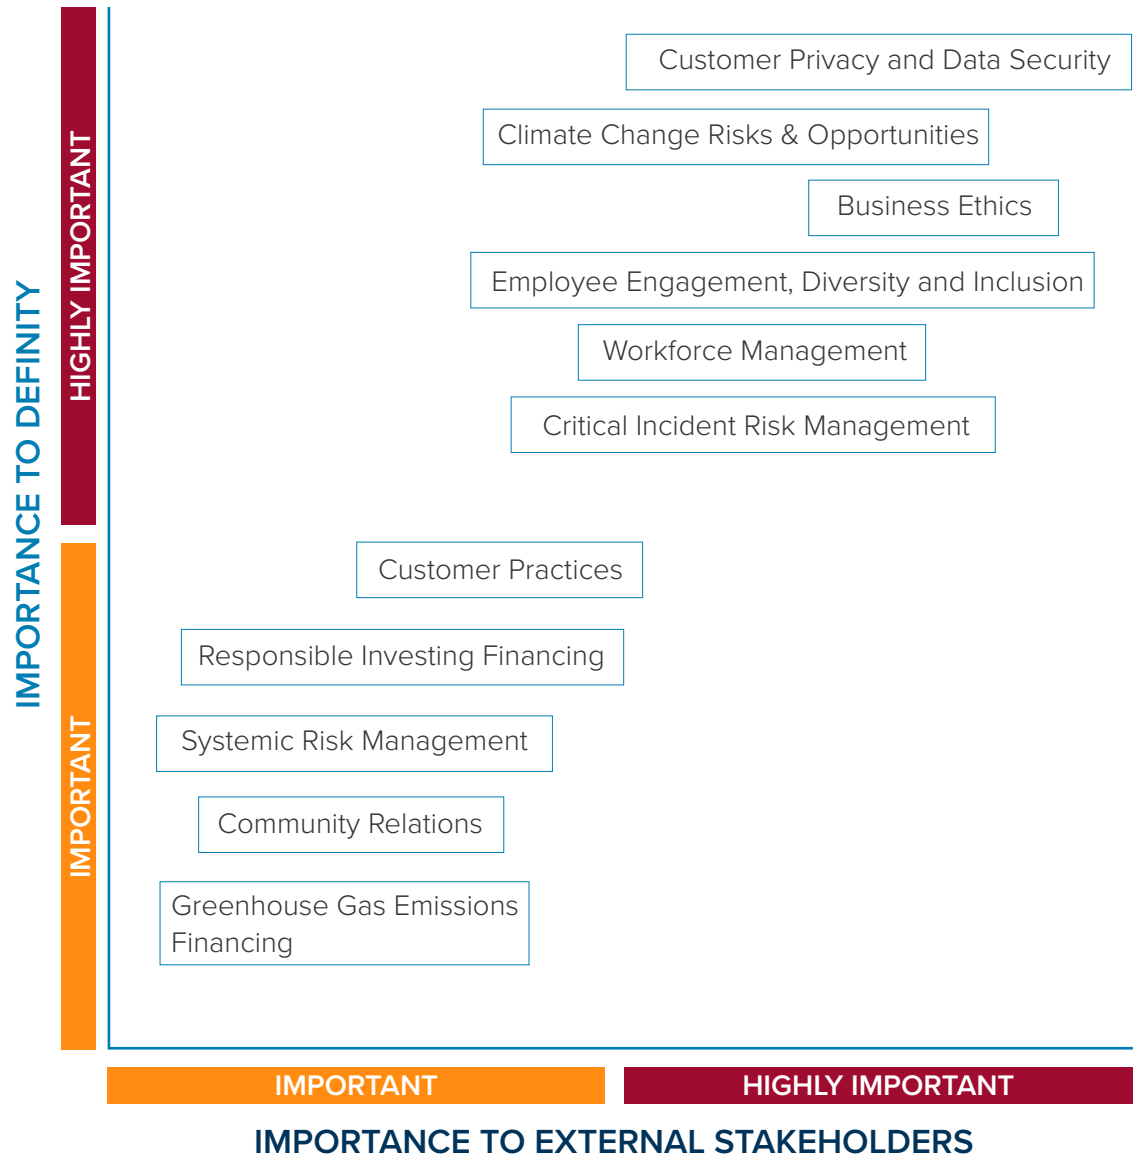 IMPORTANCE TO DEFINITY
HIGHLY IMPORTANT
IMPORTANT
Customer Privacy and Data Security
Climate Change Risks & Opportunities
Business Ethics
Employee Engagement, Diversity and Inclusion
Workforce Management
Critical Incident Risk Management
Customer Practices
Responsible Investing Financing
Systemic Risk Management
Community Relations
Greenhouse Gas Emissions
Financing
IMPORTANT
HIGHLY IMPORTANT
IMPORTANCE TO EXTERNAL STAKEHOLDERS